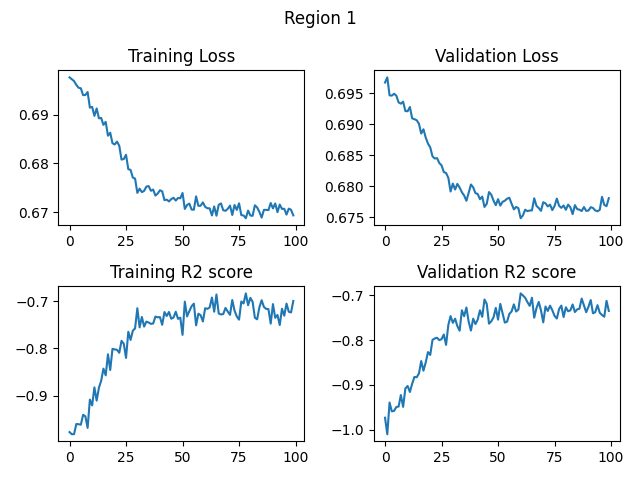 Region 1
Training Loss
0.69
0.68
0.67
0 25 50 75 100
Validation Loss
0.695
0.690
0.685
0.680
0.675
0 25 50 75 100
Training R2 score
−0.7
−0.8
−0.9
0 25 50 75 100
Validation R2 score
−0.7
−0.8
−0.9
−1.0
0 25 50 75 100